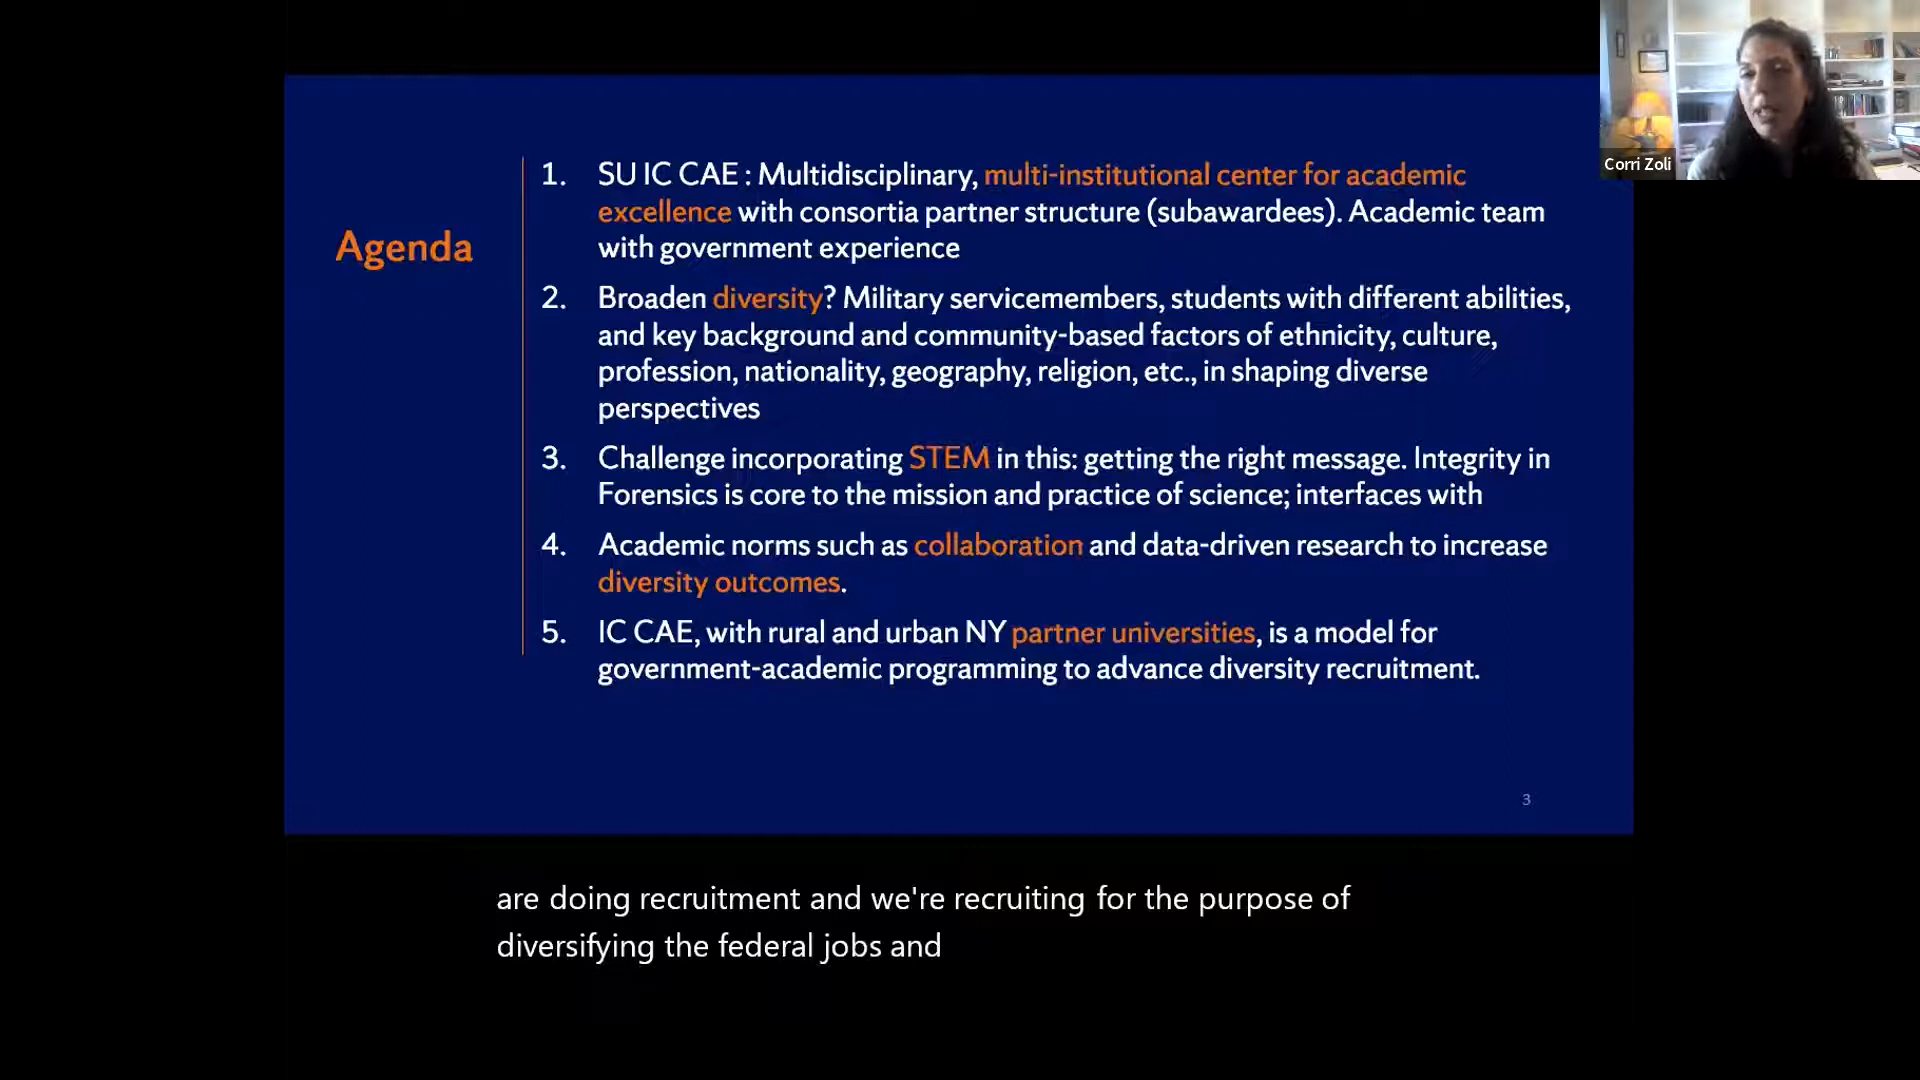 Corri Zoli
Agenda
1. SU IC CAE : Multidisciplinary, multi-institutional center for academic
excellence with consortia partner structure (subawardees). Academic team
with government experience
2. Broaden diversity? Military servicemembers, students with different abilities,
and key background and community-based factors of ethnicity, culture,
profession, nationality, geography, religion, etc., in shaping diverse
perspectives
3. Challenge incorporating STEM in this: getting the right message. Integrity in
Forensics is core to the mission and practice of science; interfaces with
4. Academic norms such as collaboration and data-driven research to increase
diversity outcomes.
5. IC CAE, with rural and urban NY partner universities, is a model for
government-academic programming to advance diversity recruitment.
3
are doing recruitment and we're recruiting for the purpose of
diversifying the federal jobs and